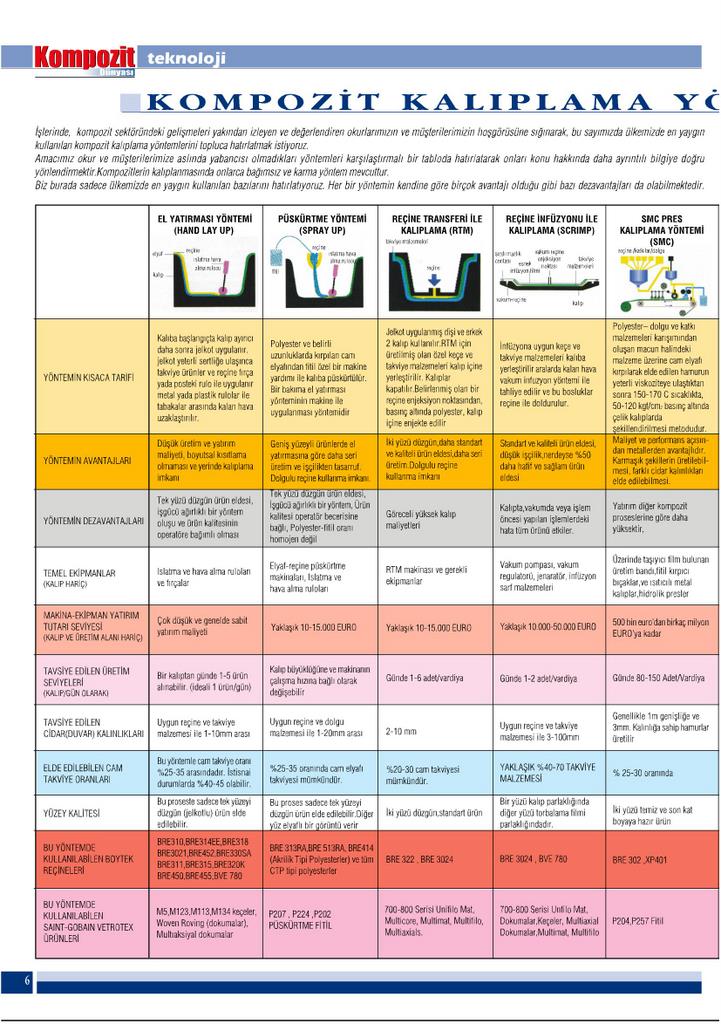 Kompozit
Dünyası
teknoloji
KOMPOZİT KALIPLAMA YÖ
İşlerinde, kompozit sektöründeki gelişmeleri yakından izleyen ve değerlendiren okurlarımızın ve müşterilerimizin hoşgörüsüne sığınarak, bu sayımızda ülkemizde en yaygın
kullanılan kompozit kalıplama yöntemlerini topluca hatırlatmak istiyoruz.
Amacımız okur ve müşterilerimize aslında yabancısı olmadıkları yöntemleri karşılaştırmalı bir tabloda hatırlatarak onları konu hakkında daha ayrıntılı bilgiye doğru
yönlendirmektir.Kompozitlerin kalıplanmasında onlarca bağımsız ve karma yöntem mevcuttur.
Biz burada sadece ülkemizde en yaygın kullanılan bazılarını hatırlatıyoruz. Her bir yöntemin kendine göre birçok avantajı olduğu gibi bazı dezavantajları da olabilmektedir.
EL YATIRMASI YÖNTEMİ
(HAND LAY UP)
PÜSKÜRTME YÖNTEMİ
(SPRAY UP)
REÇİNE TRANSFERİ İLE
KALIPLAMA (RTM)
REÇİNE İNFÜZYONU İLE
KALIPLAMA (SCRIMP)
SMC PRES
KALIPLAMA YÖNTEMİ
(SMC)
elyaf
reçine
ıslatma hava
alma ruloları
kalıp
reçine
ıslatma hava
alma ruloları
fitil
takviye malzemeleri
reçine
sızdırmazlık
contası
esnek
infüzyon filmi
vakum reçine
enjeksiyon
noktası
takviye
malzemeleri
vakum-reçine
kalıp
reçine/katkılar/dolgu
YÖNTEMİN KISACA TARİFİ
Kalıba başlangıçta kalıp ayırıcı
daha sonra jelkot uygulanır.
jelkot yeterli sertliğe ulaşınca
takviye ürünler ve reçine fırça
yada posteki rulo ile uygulanır
metal yada plastik rulolar ile
tabakalar arasında kalan hava
uzaklaştırılır.
Polyester ve belirli
uzunluklarda kırpılan cam
elyafından fitil özel bir makine
yardımı ile kalıba püskürtülür.
Bir bakıma el yatırması
yönteminin makine ile
uygulanması yöntemidir
Jelkot uygulanmış dişi ve erkek
2 kalıp kullanılır.RTM için
üretilmiş olan özel keçe ve
takviye malzemeleri kalıp içine
yerleştirilir. Kalıplar
kapatılır.Belirlenmiş olan bir
reçine enjeksiyon noktasından,
basınç altında polyester, kalıp
içine enjekte edilir
İnfüzyona uygun keçe ve
takviye malzemeleri kalıba
yerleştirilir aralarda kalan hava
vakum infüzyon yöntemi ile
tahliye edilir ve bu boşluklar
reçine ile doldurulur.
Polyester– dolgu ve katkı
malzemeleri karışımından
oluşan macun halindeki
malzeme üzerine cam elyafı
kırpılarak elde edilen hamurun
yeterli viskoziteye ulaştıktan
sonra 150-170 C sıcaklıkta,
50-120 kgf/cm² basınç altında
çelik kalıplarda
şekillendirilmesi metodudur.
YÖNTEMİN AVANTAJLARI
Düşük üretim ve yatırım
maliyeti, boyutsal kısıtlama
olmaması ve yerinde kalıplama
imkanı
Geniş yüzeyli ürünlerde el
yatırmasına göre daha seri
üretim ve işçilikten tasarruf.
Dolgulu reçine kullanma imkanı.
İki yüzü düzgün,daha standart
ve kaliteli ürün eldesi,daha seri
üretim.Dolgulu reçine
kullanma imkanı
Standart ve kaliteli ürün eldesi,
düşük işçilik,nerdeyse %50
daha hafif ve sağlam ürün
eldesi
Maliyet ve performans açısın-
dan metallerden avantajlıdır.
Karmaşık şekillerin üretilebil-
mesi, farklı cidar kalınlıkları
elde edilebilmesi.
YÖNTEMİN DEZAVANTAJLARI
Tek yüzü düzgün ürün eldesi,
işgücü ağırlıklı bir yöntem
oluşu ve ürün kalitesinin
operatöre bağımlı olması
Tek yüzü düzgün ürün eldesi,
İşgücü ağırlıklı bir yöntem, Ürün
kalitesi operatör becerisine
bağlı, Polyester-fitil oranı
homojen değil
Göreceli yüksek kalıp
maliyetleri
Kalıpta,vakumda veya işlem
öncesi yapılan işlemlerdeki
hata tüm ürünü etkiler.
Yatırım diğer kompozit
proseslerine göre daha
yüksektir.
TEMEL EKİPMANLAR
(KALIP HARİÇ)
Islatma ve hava alma ruloları
ve fırçalar
Elyaf-reçine püskürtme
makinaları, Islatma ve
hava alma ruloları
RTM makinası ve gerekli
ekipmanlar
Vakum pompası, vakum
regülatörü, jenaratör, infüzyon
sarf malzemeleri
Üzerinde taşıyıcı film bulunan
üretim bandı,fitil kırpıcı
bıçaklar,ve ısıtıcılı metal
kalıplar,hidrolik presler
MAKİNA-EKİPMAN YATIRIM
TUTARI SEVİYESİ
(KALIP VE ÜRETİM ALANI HARİÇ)
Çok düşük ve genelde sabit
yatırım maliyeti
Yaklaşık 10-15.000 EURO
Yaklaşık 10-15.000 EURO
Yaklaşık 10.000-50.000 EURO
500 bin euro'dan birkaç milyon
EURO'ya kadar
TAVSİYE EDİLEN ÜRETİM
SEVİYELERİ
(KALIP/GÜN OLARAK)
Bir kalıptan günde 1-5 ürün
alınabilir. (ideali 1 ürün/gün)
Kalıp büyüklüğüne ve makinanın
çalışma hızına bağlı olarak
değişebilir
Günde 1-6 adet/vardiya
Günde 1-2 adet/vardiya
Günde 80-150 Adet/Vardiya
TAVSİYE EDİLEN
CİDAR(DUVAR) KALINLIKLARI
Uygun reçine ve takviye
malzemesi ile 1-10mm arası
Uygun reçine ve dolgu
malzemesi ile 1-20mm arası
2-10 mm
Uygun reçine ve takviye
malzemesi ile 3-100mm
Genellikle 1m genişliğe ve
3mm. Kalınlığa sahip hamurlar
üretilir
ELDE EDİLEBİLEN CAM
TAKVİYE ORANLARI
Bu yöntemle cam takviye oranı
%25-35 arasındadır. İstisnai
durumlarda %40-45 olabilir.
%25-35 oranında cam elyafı
takviyesi mümkündür.
%20-30 cam takviyesi
mümkündür.
YAKLAŞIK %40-70 TAKVİYE
MALZEMESİ
% 25-30 oranında
YÜZEY KALİTESİ
Bu proseste sadece tek yüzeyi
düzgün (jelkotlu) ürün elde
edilebilir.
Bu proses sadece tek yüzeyi
düzgün ürün elde edilebilir.Diğer
yüz elyaflı bir görüntü verir
İki yüzü düzgün,standart ürün
Bir yüzü kalıp parlaklığında
diğer yüzü torbalama filmi
parlaklığındadır.
İki yüzü temiz ve son kat
boyaya hazır ürün
BU YÖNTEMDE
KULLANILABİLEN BOYTEK
REÇİNELERİ
BRE310,BRE314EE,BRE318
BRE3021,BRE452,BRE330SA
BRE311,BRE315,BRE320K
BRE450,BRE455,BVE 780
BRE 313RA,BRE 513RA, BRE414
(Akrilik Tipi Polyesterler) ve tüm
CTP tipi polyesterler
BRE 322 , BRE 3024
BRE 3024 , BVE 780
BRE 302 ,XP401
BU YÖNTEMDE
KULLANILABİLEN
SAINT-GOBAIN VETROTEX
ÜRÜNLERİ
M5,M123,M113,M134 keçeler,
Woven Roving (dokumalar),
Multiaksiyal dokumalar
P207 , P224 ,P202
PÜSKÜRTME FİTİL
700-800 Serisi Unifilo Mat,
Multicore, Multimat, Multifilo,
Multiaxials.
700-800 Serisi Unfilo Mat,
Dokumalar,Keçeler, Multiaxial
Dokumalar,Multimat, Multifilo
P204,P257 Fitil
6